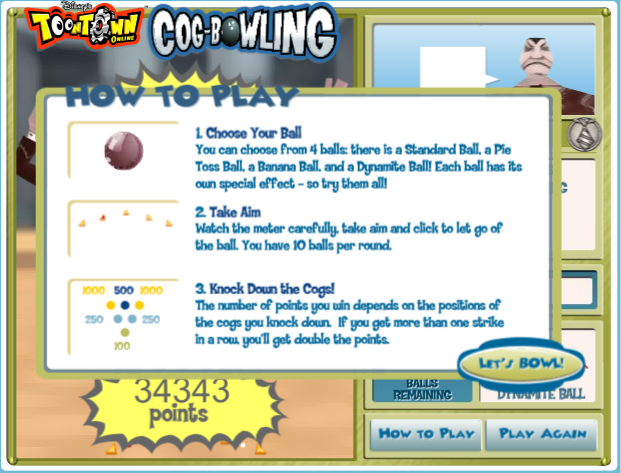 Disney's
TOONTOWN
ONLINE
COG-BOWLING
HOW TO PLAY
1. Choose Your Ball
You can choose from 4 balls: there is a Standard Ball, a Pie
Toss Ball, a Banana Ball, and a Dynamite Ball! Each ball has its
own special effect - so try them all!
2. Take Aim
Watch the meter carefully, take aim and click to let go of
the ball. You have 10 balls per round.
1000 500 1000
250 250
100
3. Knock Down the Cogs!
The number of points you win depends on the positions of
the cogs you knock down. If you get more than one strike
in a row, you'll get double the points.
LET'S BOWL!
34343
points
BALLS
REMAINING
DYNAMITE BALL
HOW TO PLAY
PLAY AGAIN